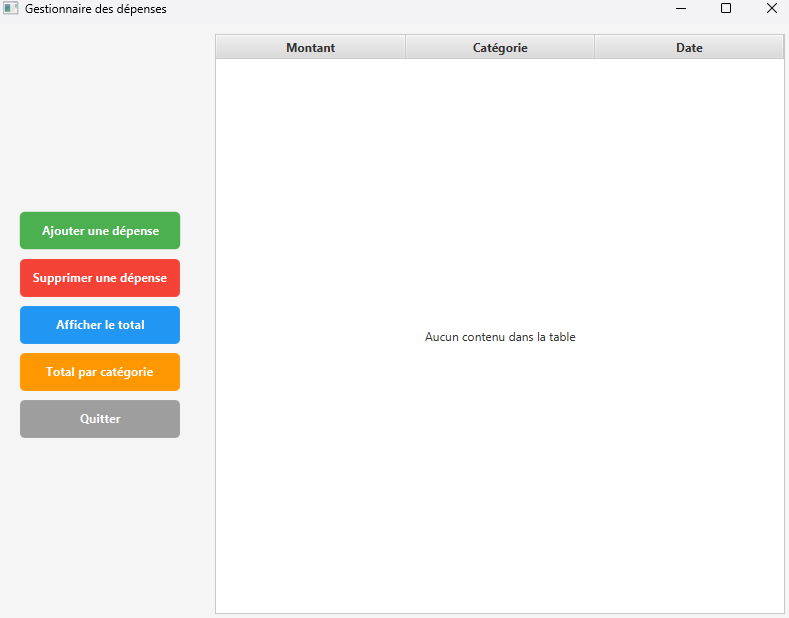 Gestionnaire des dépenses
Montant Catégorie Date
Ajouter une dépense
Supprimer une dépense
Afficher le total
Aucun contenu dans la table
Total par catégorie
Quitter